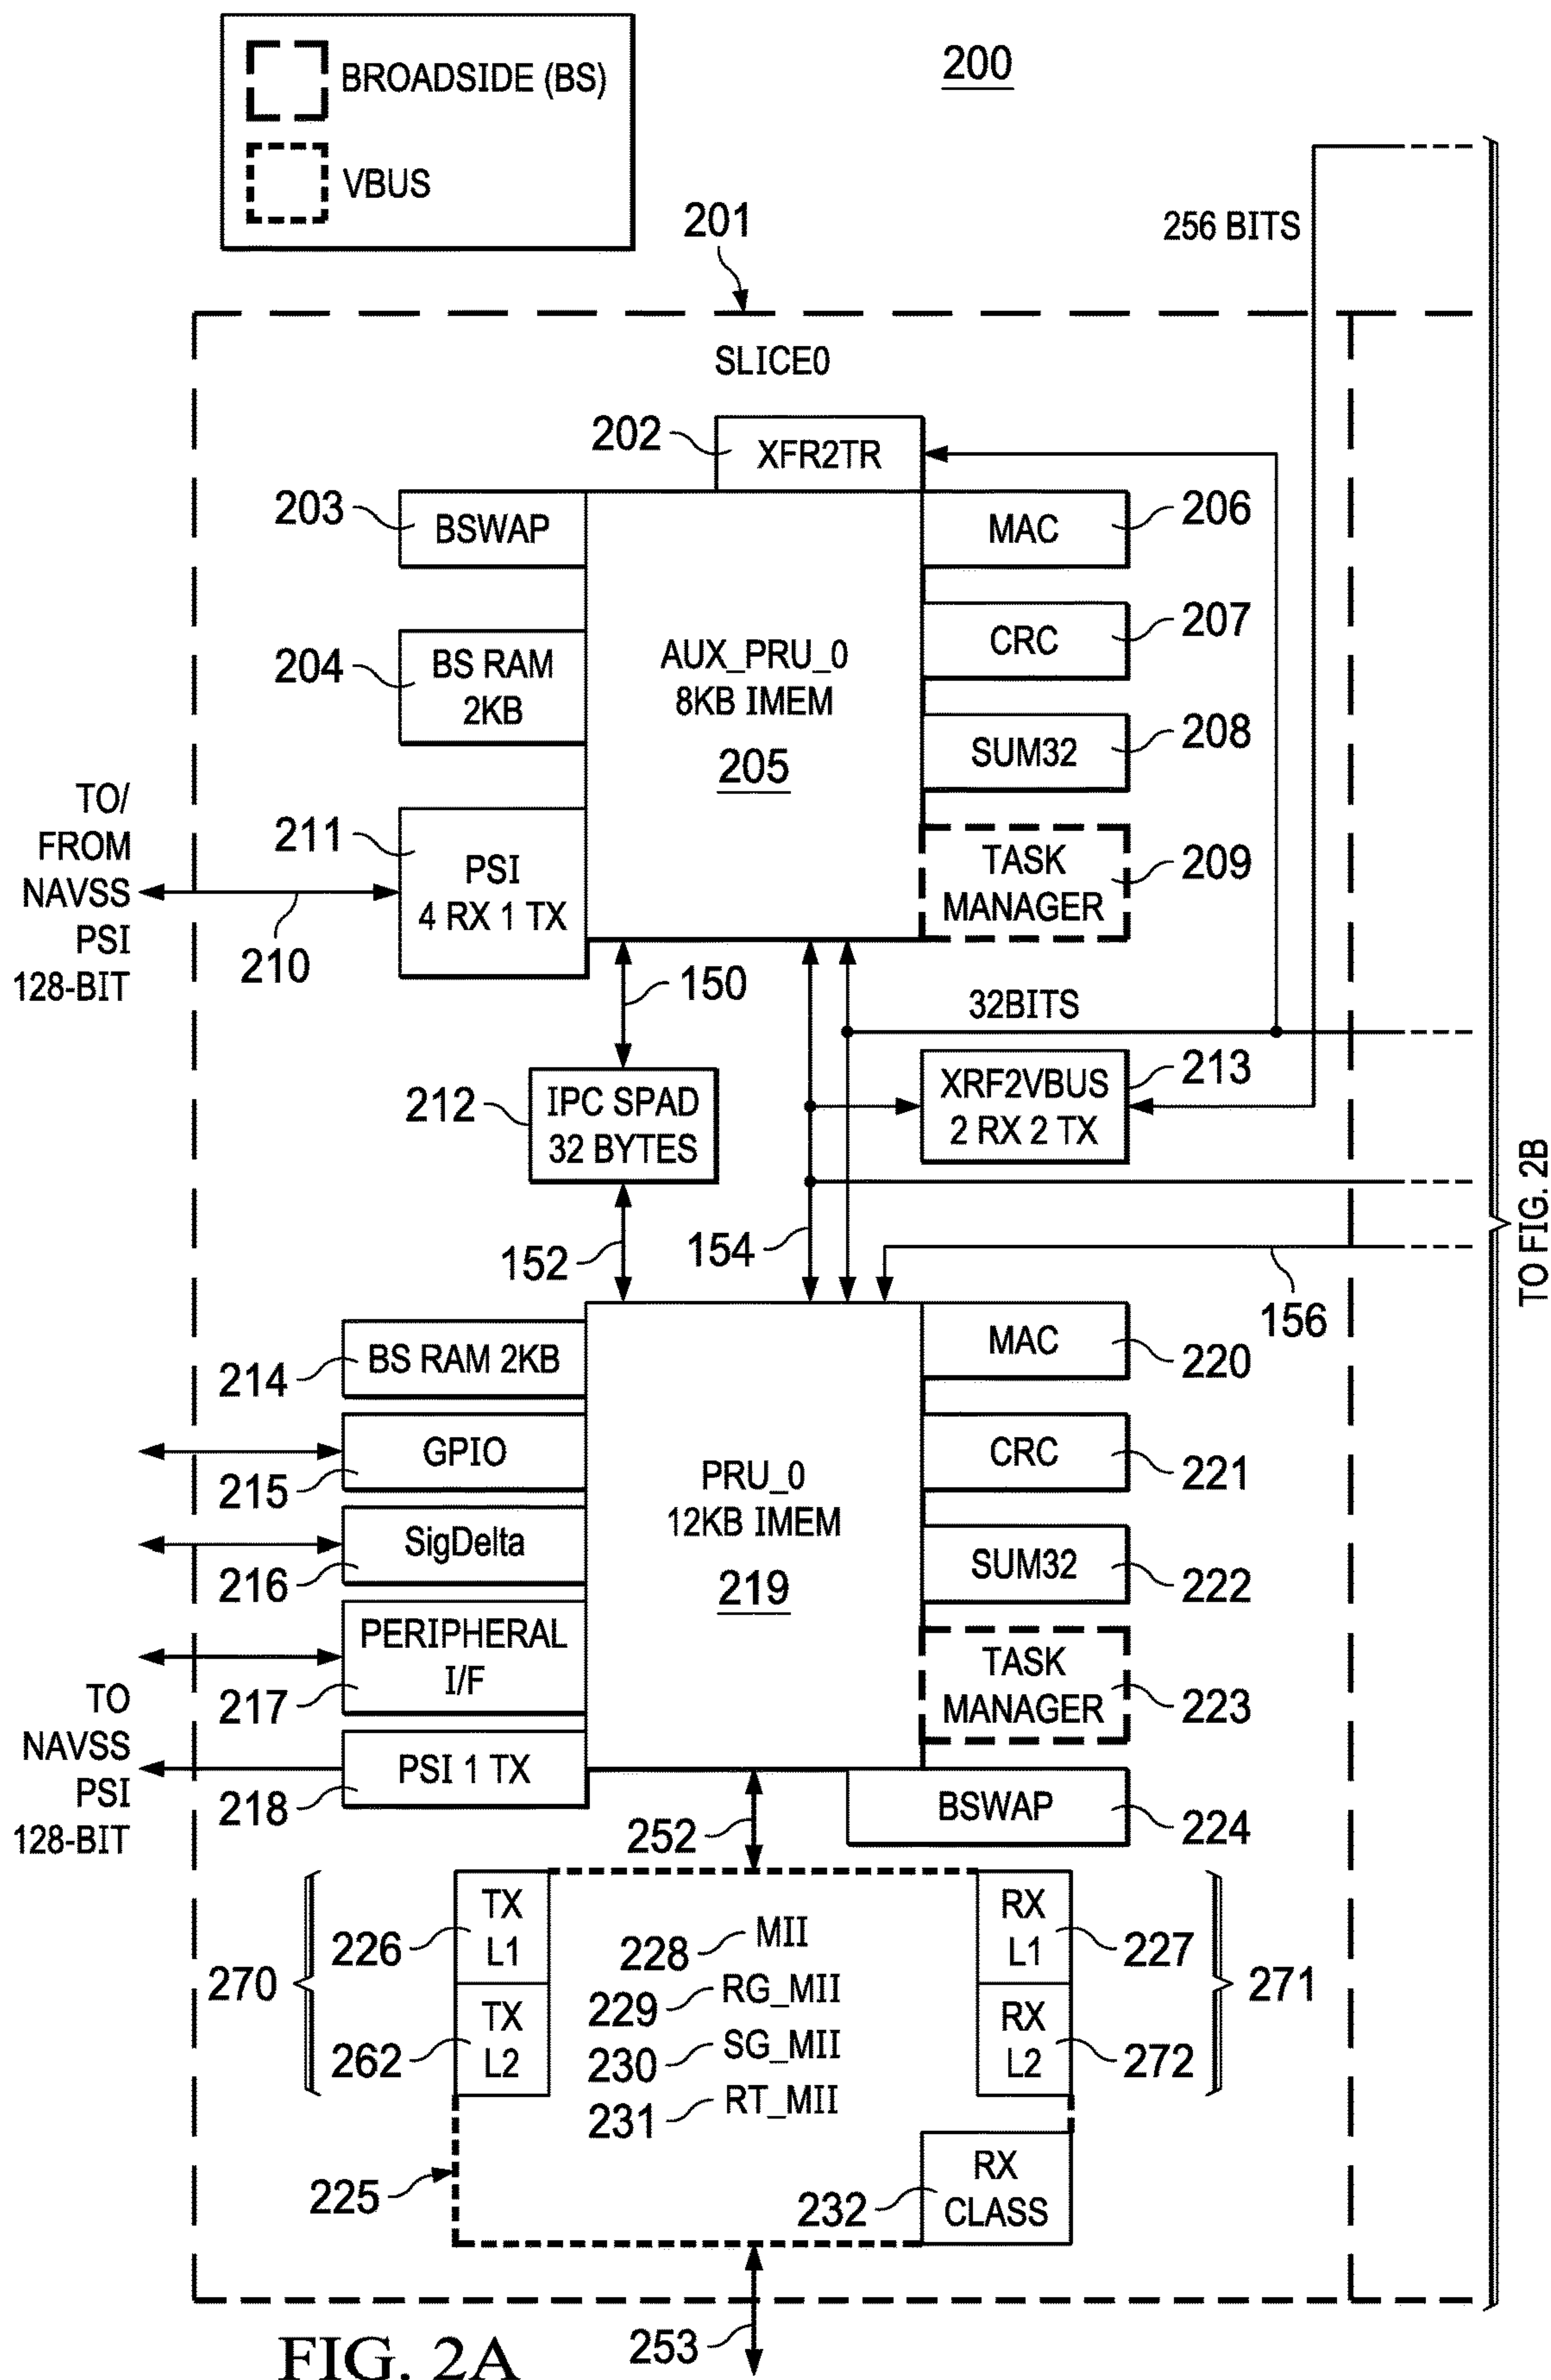 BROADSIDE (BS)
VBUS
200
256 BITS
201
SLICE0
202
XFR2TR
203
BSWAP
MAC
206
204
BS RAM
2KB
AUX_PRU_0
8KB IMEM
205
CRC
207
SUM32
208
TO/
FROM
NAVSS
PSI
128-BIT
210
211
PSI
4 RX 1 TX
TASK
MANAGER
209
150
32BITS
212
IPC SPAD
32 BYTES
XRF2VBUS
2 RX 2 TX
213
152
154
156
TO FIG. 2B
214
BS RAM 2KB
MAC
220
215
GPIO
CRC
221
216
SigDelta
PRU_0
12KB IMEM
219
SUM32
222
217
PERIPHERAL
I/F
TASK
MANAGER
223
TO
NAVSS
PSI
128-BIT
218
PSI 1 TX
252
BSWAP
224
270
226
TX
L1
262
TX
L2
228
MII
229
RG_MII
230
SG_MII
231
RT_MII
RX
L1
227
RX
L2
272
271
225
232
RX
CLASS
253
FIG. 2A